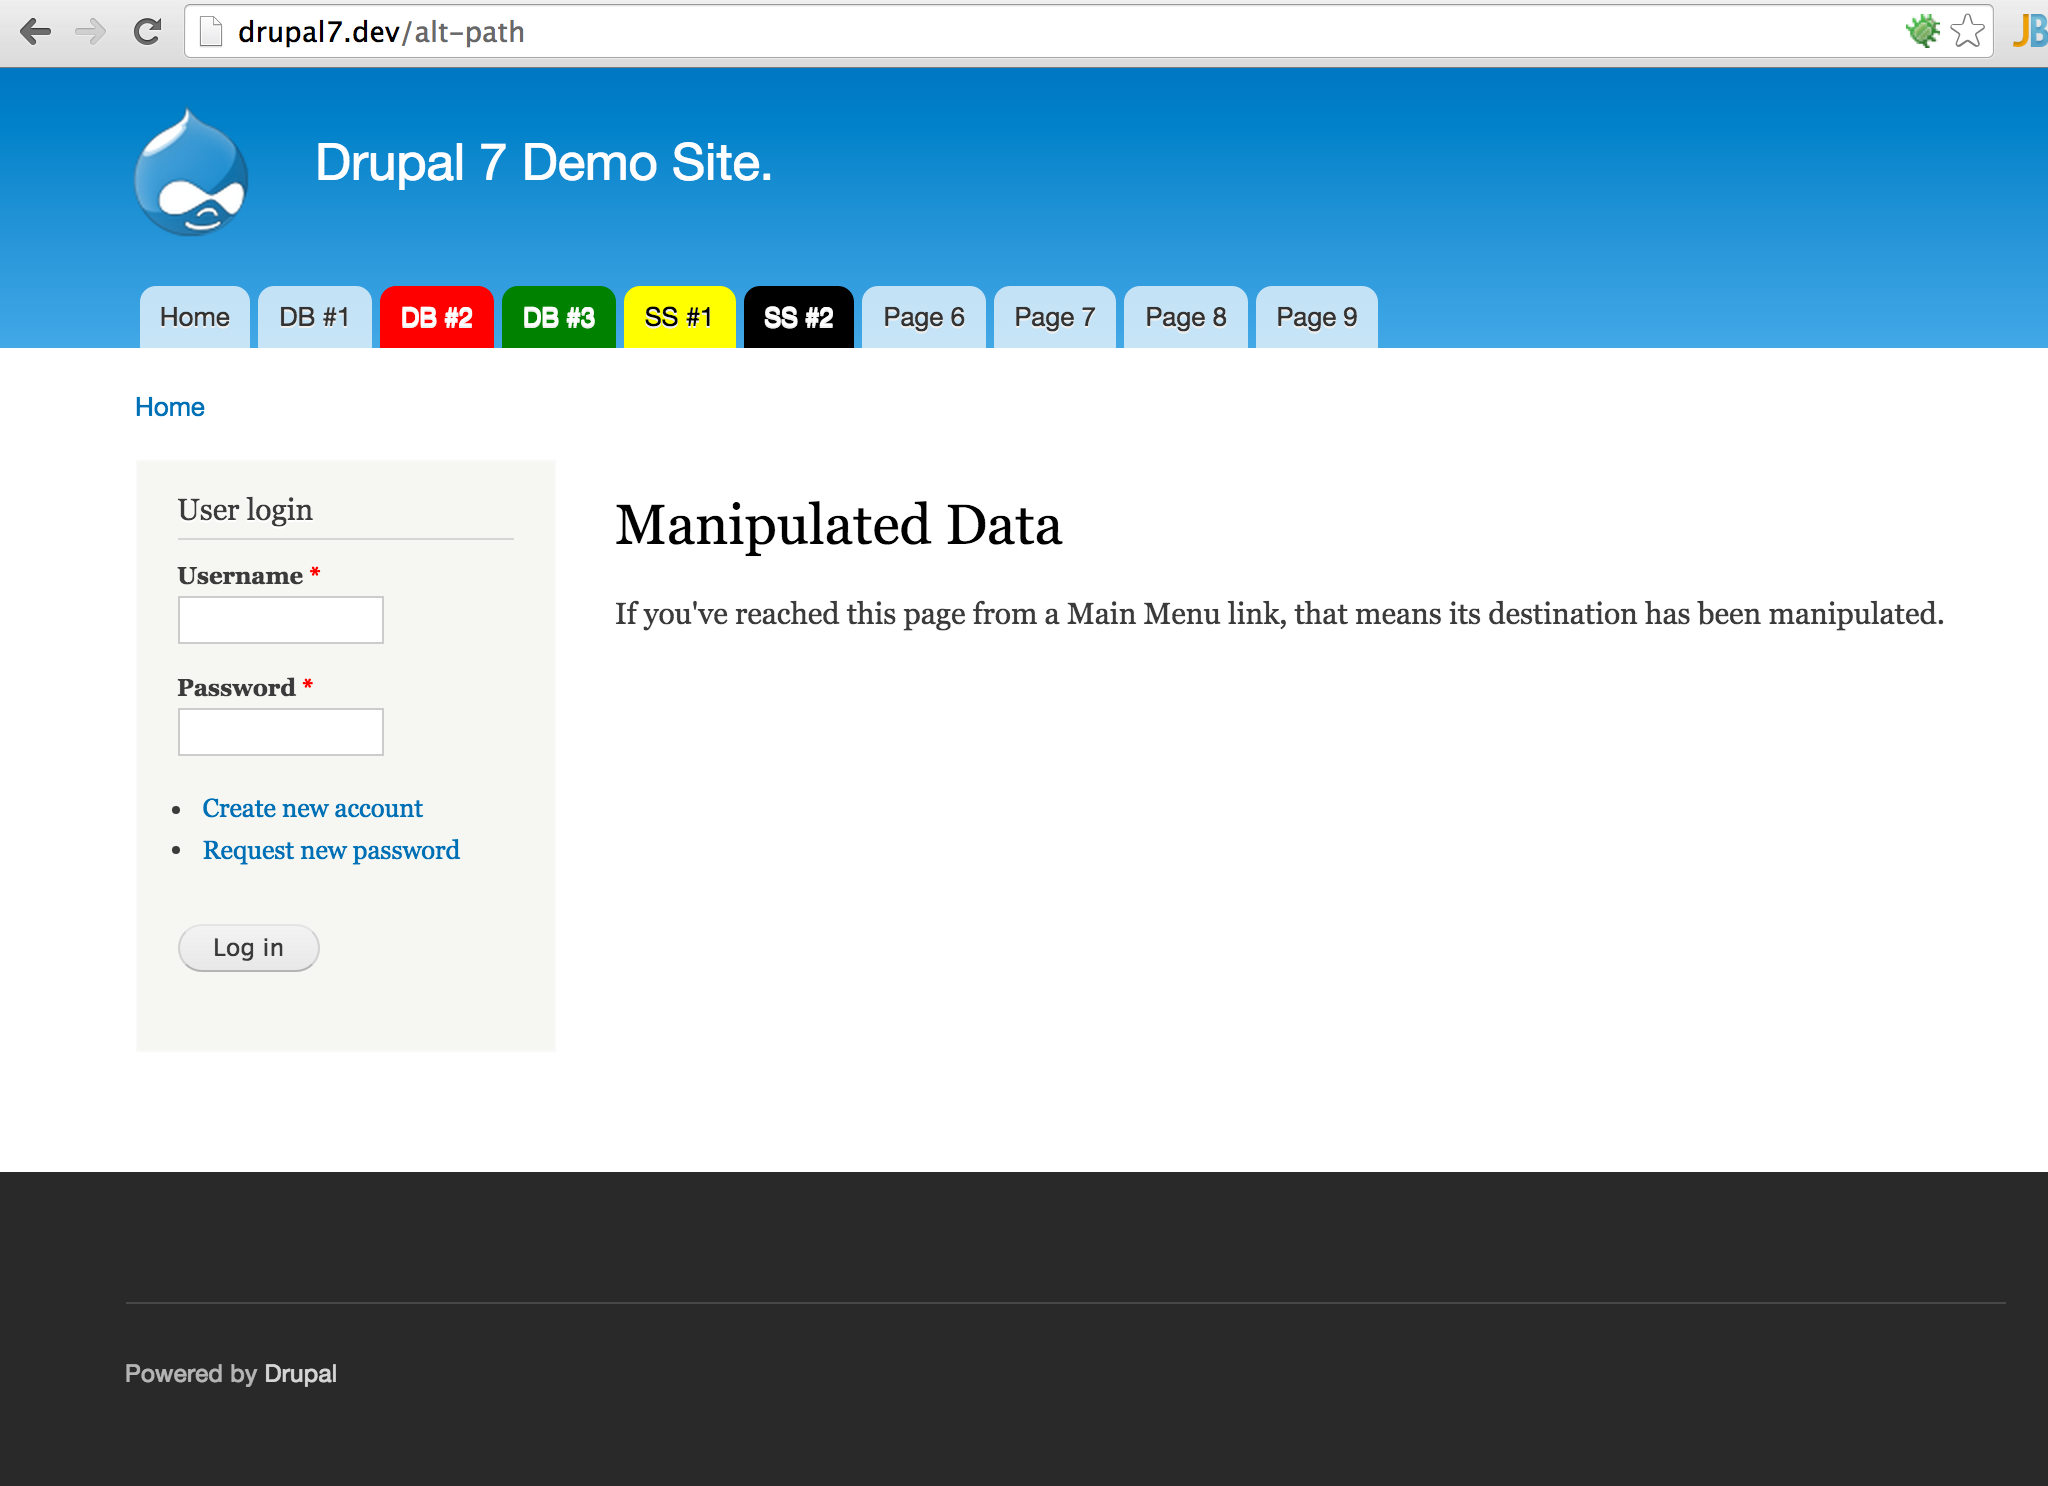 drupal7.dev/alt-path
JB
Drupal 7 Demo Site.
Home DB #1 DB #2 DB #3 SS #1 SS #2 Page 6 Page 7 Page 8 Page 9
Home
User login
Username *
Password *
Create new account
Request new password
Log in
Manipulated Data
If you've reached this page from a Main Menu link, that means its destination has been manipulated.
Powered by Drupal